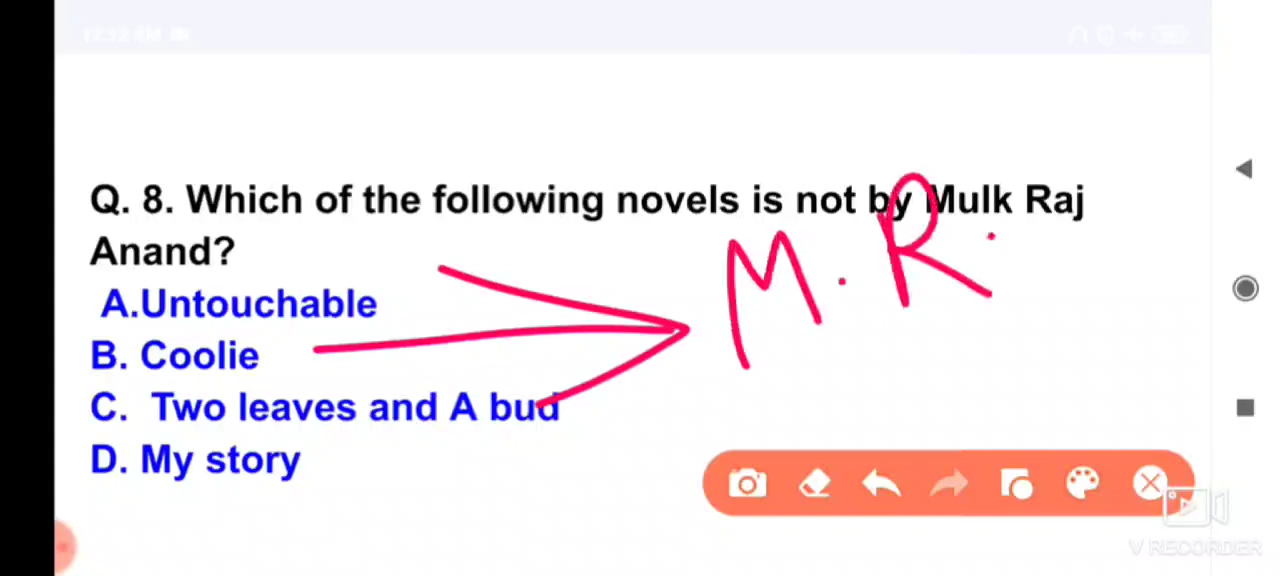 Q. 8. Which of the following novels is not by Mulk Raj
Anand?
M. R.
A.Untouchable
B. Coolie
C. Two leaves and A bud
D. My story
V RECORDER